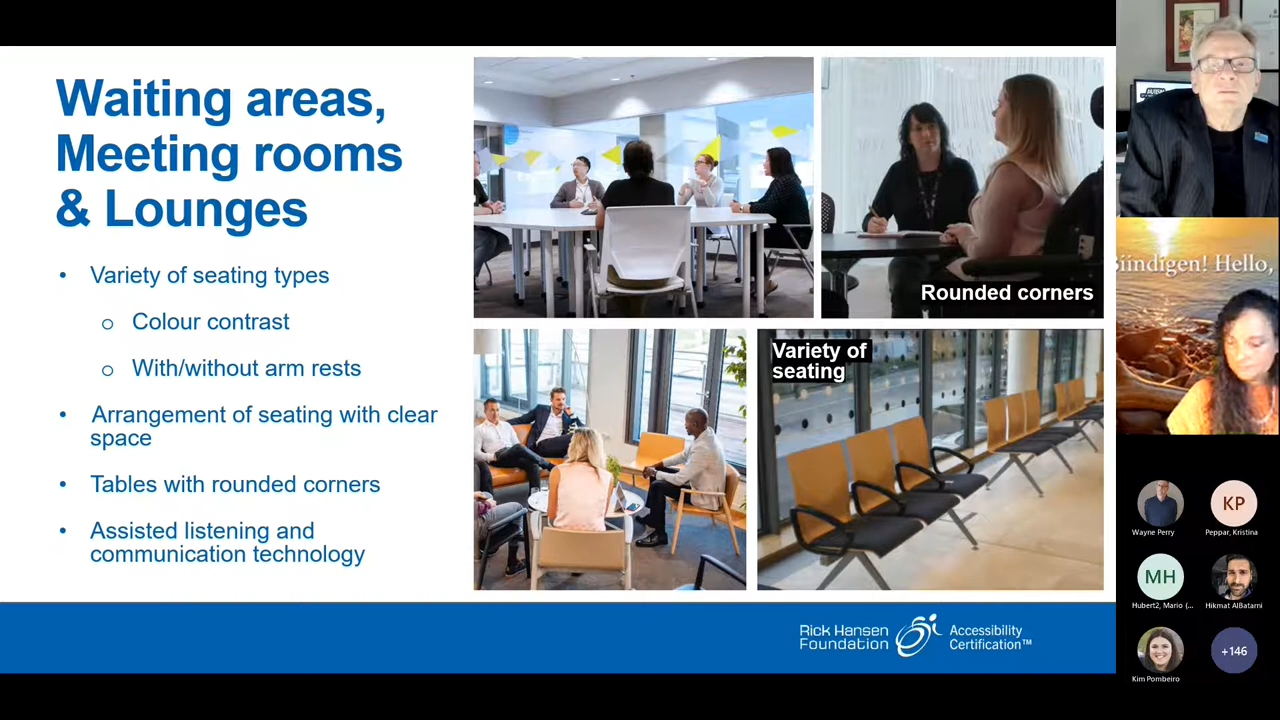 Waiting areas,
Meeting rooms
& Lounges
• Variety of seating types
o Colour contrast
o With/without arm rests
• Arrangement of seating with clear
space
• Tables with rounded corners
• Assisted listening and
communication technology
Rounded corners
Variety of
seating
Rick Hansen
Foundation
Accessibility
Certification™
Biindigen! Hello,
Wayne Perry
KP
Peppar, Kristina
MH
Hubert2, Mario (...
Hikmat AlBatarni
Kim Pombeiro
+146